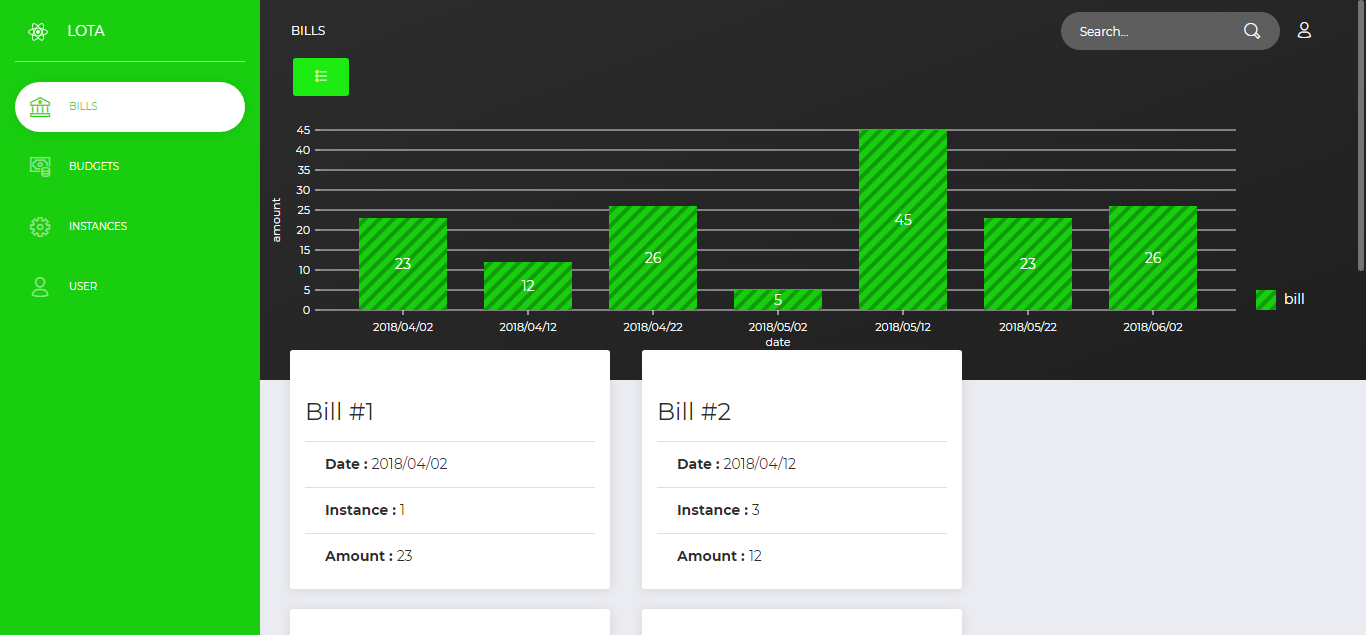 LOTA
BILLS
BUDGETS
INSTANCES
USER
BILLS
Search...
45
40
35
30
25
20
15
10
5
0
amount
23
12
26
5
45
23
26
2018/04/02
2018/04/12
2018/04/22
2018/05/02
2018/05/12
2018/05/22
2018/06/02
date
bill
Bill #1
Date : 2018/04/02
Instance : 1
Amount : 23
Bill #2
Date : 2018/04/12
Instance : 3
Amount : 12